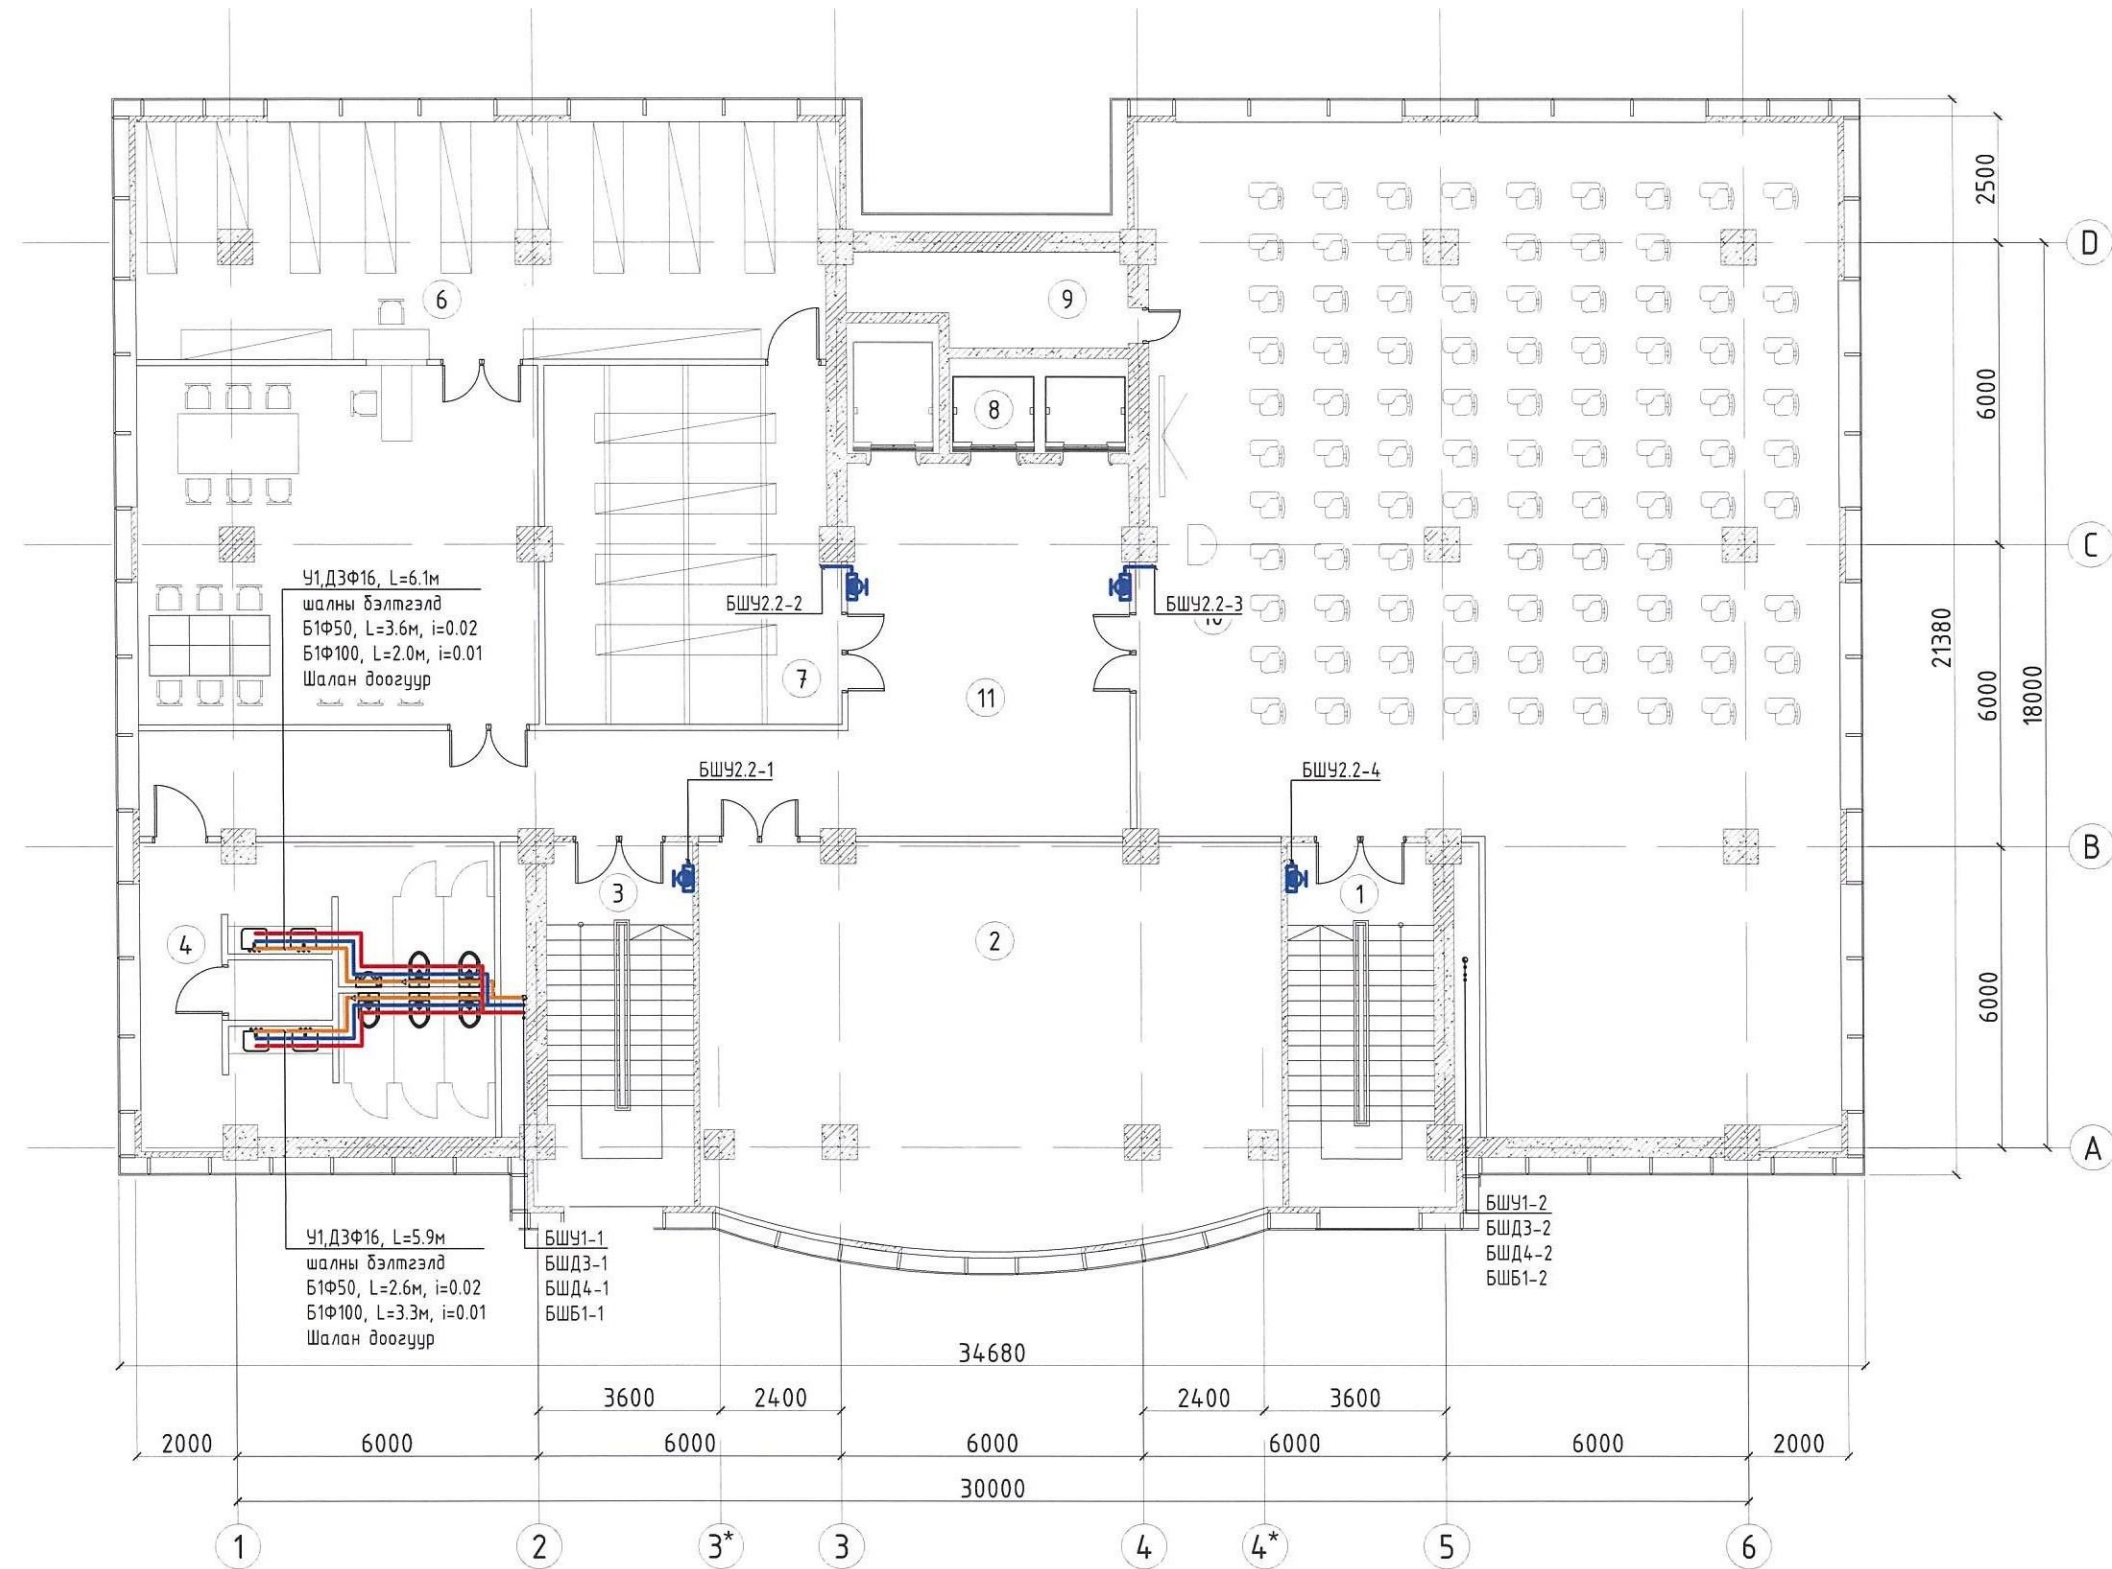 2500
D
6
9
6000
8
C
У1,ДЗФ16, L=6.1м
шалны бэлтгэлд
Б1Ф50, L=3.6м, i=0.02
Б1Ф100, L=2.0м, i=0.01
Шалан доогуур
БШУ2.2-2
БШУ2.2-3
10
21380
6000
18000
7
11
БШУ2.2-1
БШУ2.2-4
B
3
1
4
2
6000
A
У1,ДЗФ16, L=5.9м
шалны бэлтгэлд
Б1Ф50, L=2.6м, i=0.02
Б1Ф100, L=3.3м, i=0.01
Шалан доогуур
БШУ1-1
БШДЗ-1
БШД4-1
БШБ1-1
БШУ1-2
БШДЗ-2
БШД4-2
БШБ1-2
34680
3600
2400
2400
3600
2000
6000
6000
6000
6000
6000
2000
30000
1
2
3*
3
4
4*
5
6